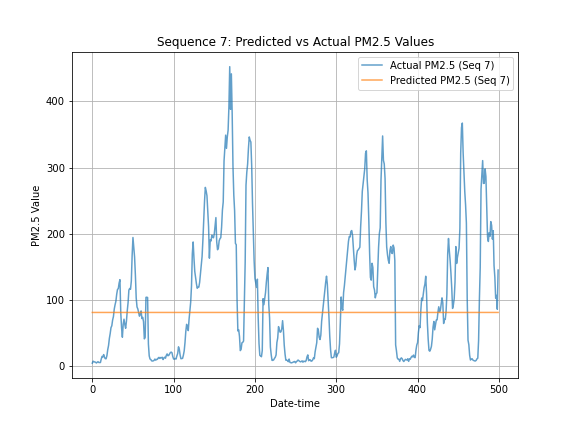 Sequence 7: Predicted vs Actual PM2.5 Values
Actual PM2.5 (Seq 7)
Predicted PM2.5 (Seq 7)
400
300
200
100
0
PM2.5 Value
0 100 200 300 400 500
Date-time